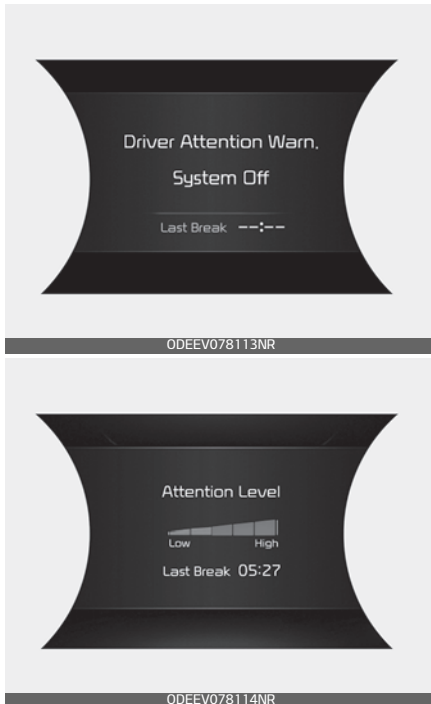 Driver Attention Warn.
System Off
Last Break --:--
ODEEV078113NR
Attention Level
Low High
Last Break 05:27
ODEEV078114NR